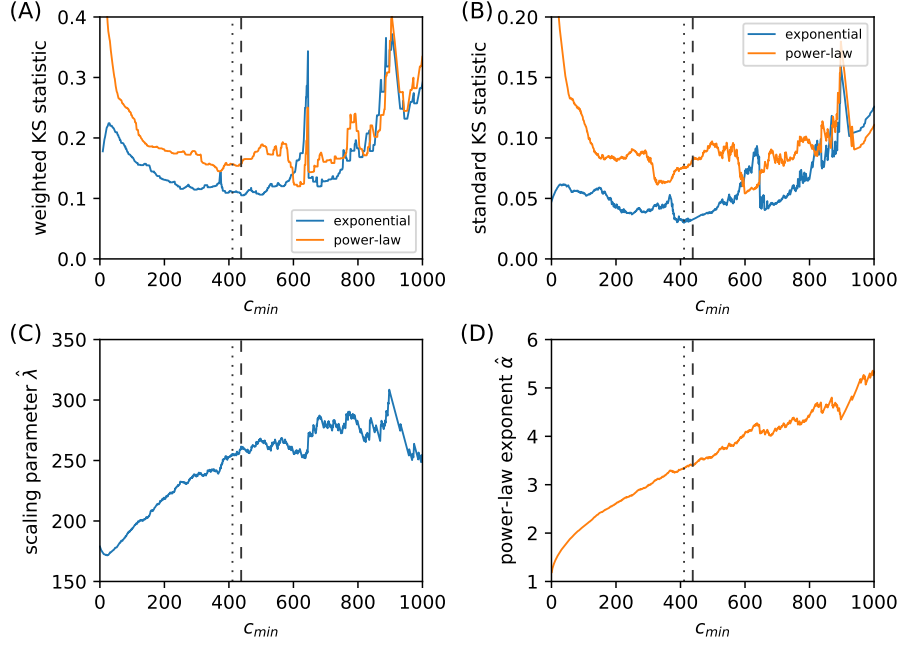 (A)
weighted KS statistic
0.4
0.3
0.2
0.1
0.0
0 200 400 600 800 1000
c_min
exponential
power-law
(B)
standard KS statistic
0.20
0.15
0.10
0.05
0.00
0 200 400 600 800 1000
c_min
exponential
power-law
(C)
scaling parameter λ̂
350
300
250
200
150
0 200 400 600 800 1000
c_min
(D)
power-law exponent α̂
6
5
4
3
2
1
0 200 400 600 800 1000
c_min